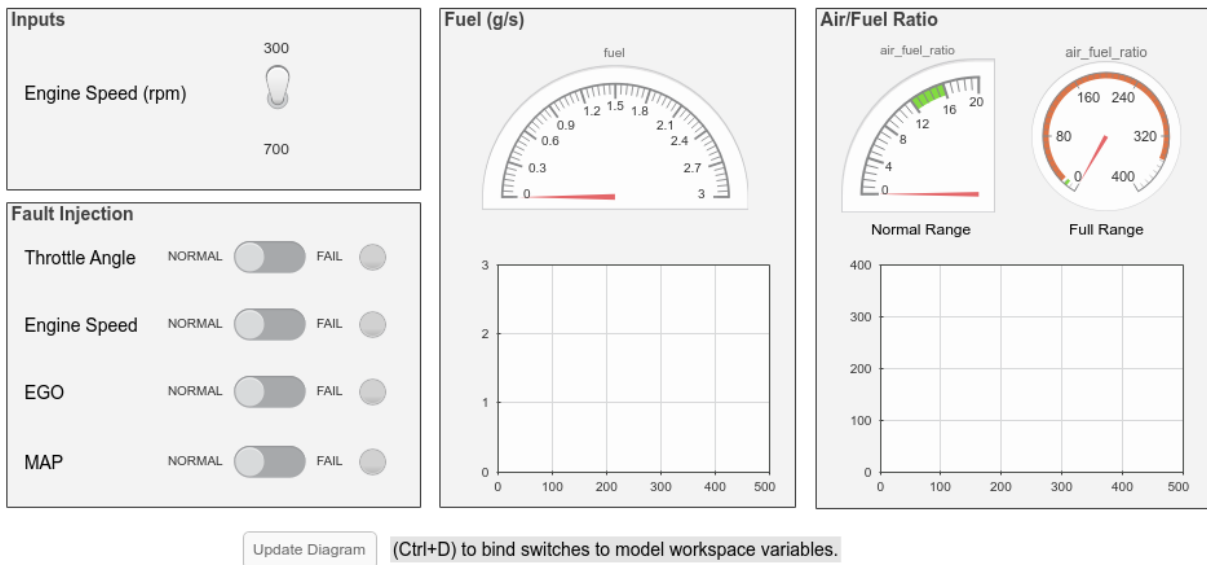 Inputs
300
Engine Speed (rpm)
700
Fault Injection
Throttle Angle NORMAL FAIL
Engine Speed NORMAL FAIL
EGO NORMAL FAIL
MAP NORMAL FAIL
Fuel (g/s)
fuel
0 0.3 0.6 0.9 1.2 1.5 1.8 2.1 2.4 2.7 3
3
2
1
0
0 100 200 300 400 500
Air/Fuel Ratio
air_fuel_ratio
0 4 8 12 16 20
Normal Range
air_fuel_ratio
0 80 160 240 320 400
Full Range
400
300
200
100
0
0 100 200 300 400 500
Update Diagram (Ctrl+D) to bind switches to model workspace variables.